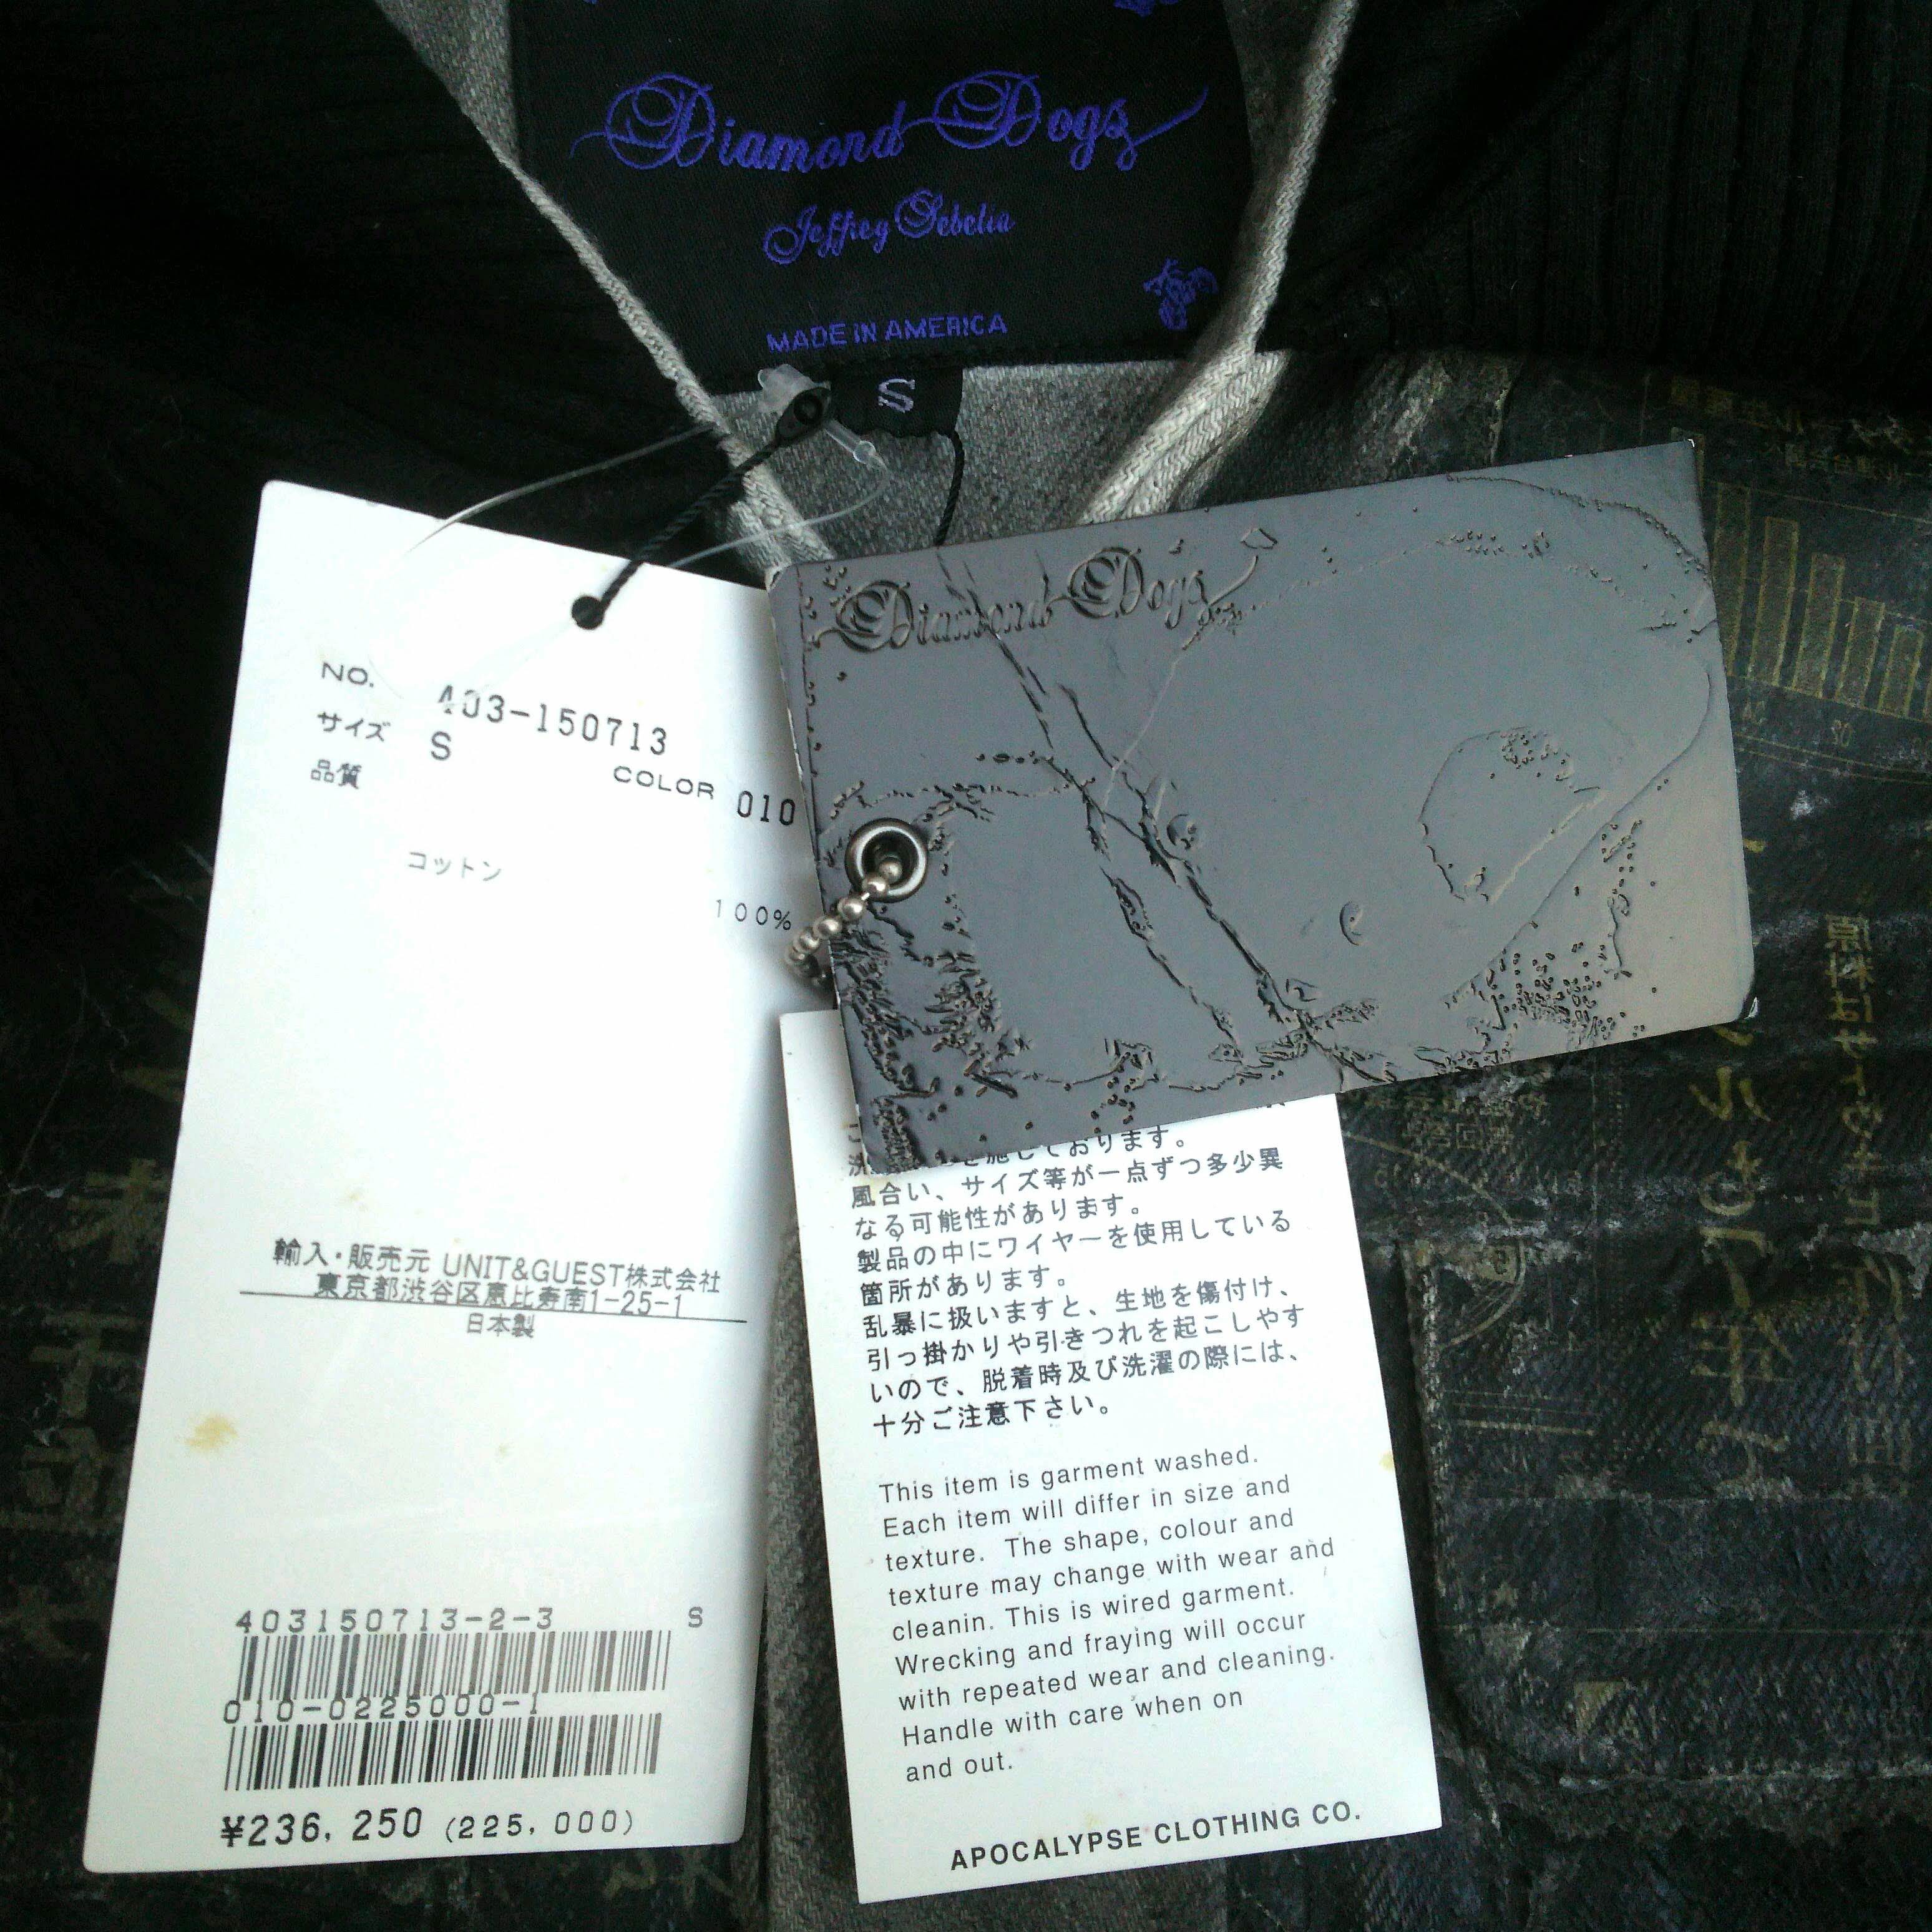 Diamond Dogs
Jeffrey Sebelia
MADE IN AMERICA
S
Diamond Dogs
NO. 403-150713
サイズ S
COLOR 010
品質
コットン
100%
輸入・販売元 UNIT&GUEST株式会社
東京都渋谷区恵比寿南1-25-1
日本製
403150713-2-3 S
010-0225000-1
¥236,250 (225,000)
を施しております。
風合い、サイズ等が一点ずつ多少異
なる可能性があります。
製品の中にワイヤーを使用している
箇所があります。
乱暴に扱いますと、生地を傷付け、
引っ掛かりや引きつれを起こしやす
いので、脱着時及び洗濯の際には、
十分ご注意下さい。
This item is garment washed.
Each item will differ in size and
texture. The shape, colour and
texture may change with wear and
cleanin. This is wired garment.
Wrecking and fraying will occur
with repeated wear and cleaning.
Handle with care when on
and out.
APOCALYPSE CLOTHING CO.